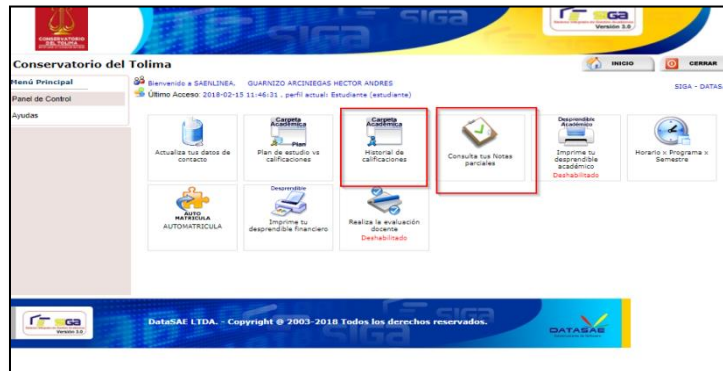 CONSERVATORIO
DEL TOLIMA
SIGA
SIGA
Versión 3.0
Conservatorio del Tolima
INICIO
CERRAR
Menú Principal
Bienvenido a SAENLINEA, GUARNIZO ARCINIEGAS HECTOR ANDRES
Último Acceso: 2018-02-15 11:46:31 , perfil actual: Estudiante (estudiante)
SIGA - DATAS
Panel de Control
Ayudas
Actualiza tus datos de
contacto
Carpeta
Académica
Plan
Plan de estudio vs
calificaciones
Carpeta
Académica
Historial de
calificaciones
Consulta tus Notas
parciales
Desprendible
Académico
Imprime tu
desprendible
académico
Deshabilitado
Horario x Programa x
Semestre
AUTO
MATRICULA
AUTOMATRICULA
Desprendible
Imprime tu
desprendible financiero
Realiza la evaluación
docente
Deshabilitado
Versión 3.0
DataSAE LTDA. - Copyright @ 2003-2018 Todos los derechos reservados.
SIGA
DATASAE